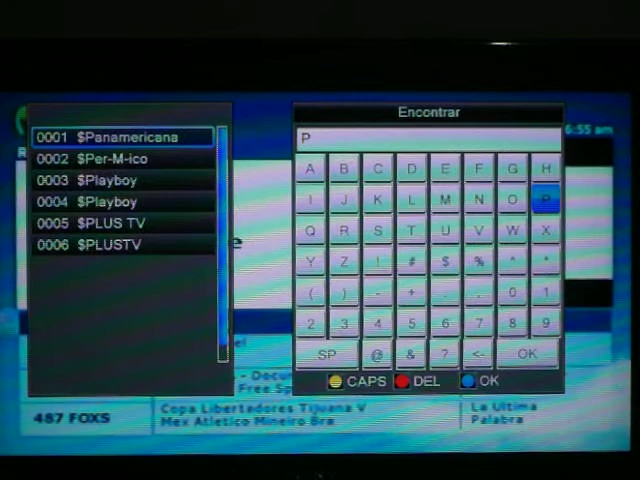 0001 $Panamericana
0002 $Per-M-ico
0003 $Playboy
0004 $Playboy
0005 $PLUS TV
0006 $PLUSTV
Encontrar
P
A B C D E F G H
I J K L M N O P
Q R S T U V W X
Y Z ! # $ % ^ *
( ) - + . , 0 1
2 3 4 5 6 7 8 9
SP @ & ? <- OK
CAPS DEL OK
6:55 am
- Docum
Free Sp
487 FOXS
Copa Libertadores Tijuana V
Mex Atletico Mineiro Bra
La Ultima
Palabra